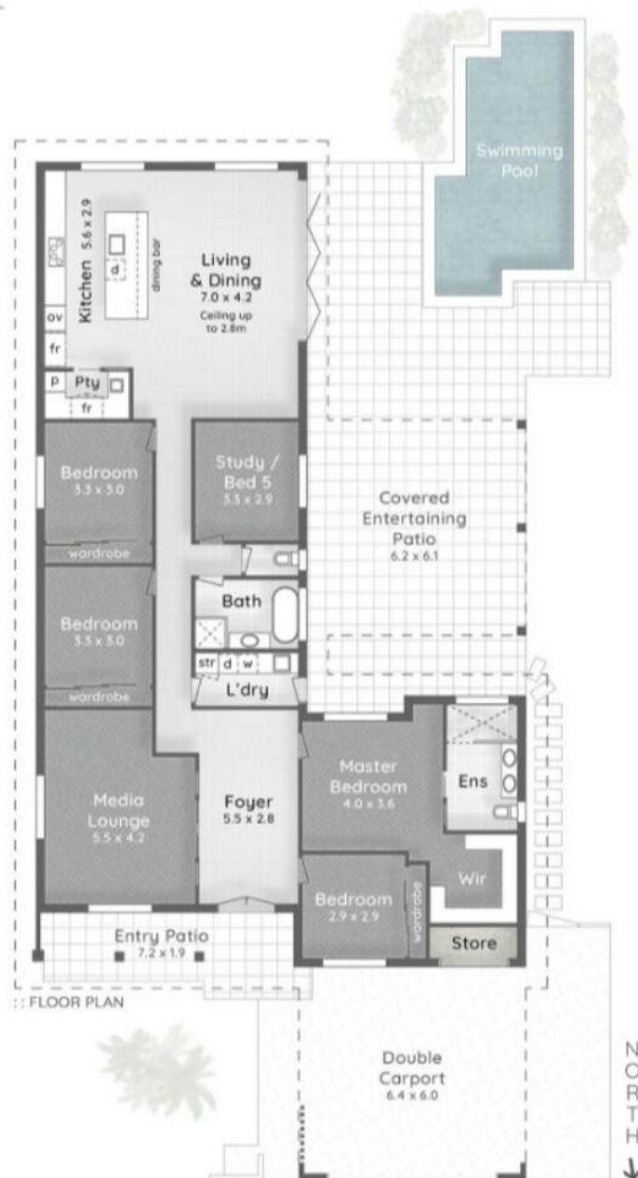 Swimming
Pool
Kitchen 5.6 x 2.9
d
dining bar
Living
& Dining
7.0 x 4.2
Ceiling up
to 2.8m
ov
fr
p
Pty
fr
Bedroom
3.3 x 3.0
wardrobe
Study /
Bed 5
3.3 x 2.9
Covered
Entertaining
Patio
6.2 x 6.1
Bedroom
3.3 x 3.0
wardrobe
Bath
str d w
L'dry
Media
Lounge
5.5 x 4.2
Foyer
5.5 x 2.8
Master
Bedroom
4.0 x 3.6
Ens
Wir
Bedroom
2.9 x 2.9
wardrobe
Store
Entry Patio
7.2 x 1.9
:: FLOOR PLAN
Double
Carport
6.4 x 6.0
NORTH